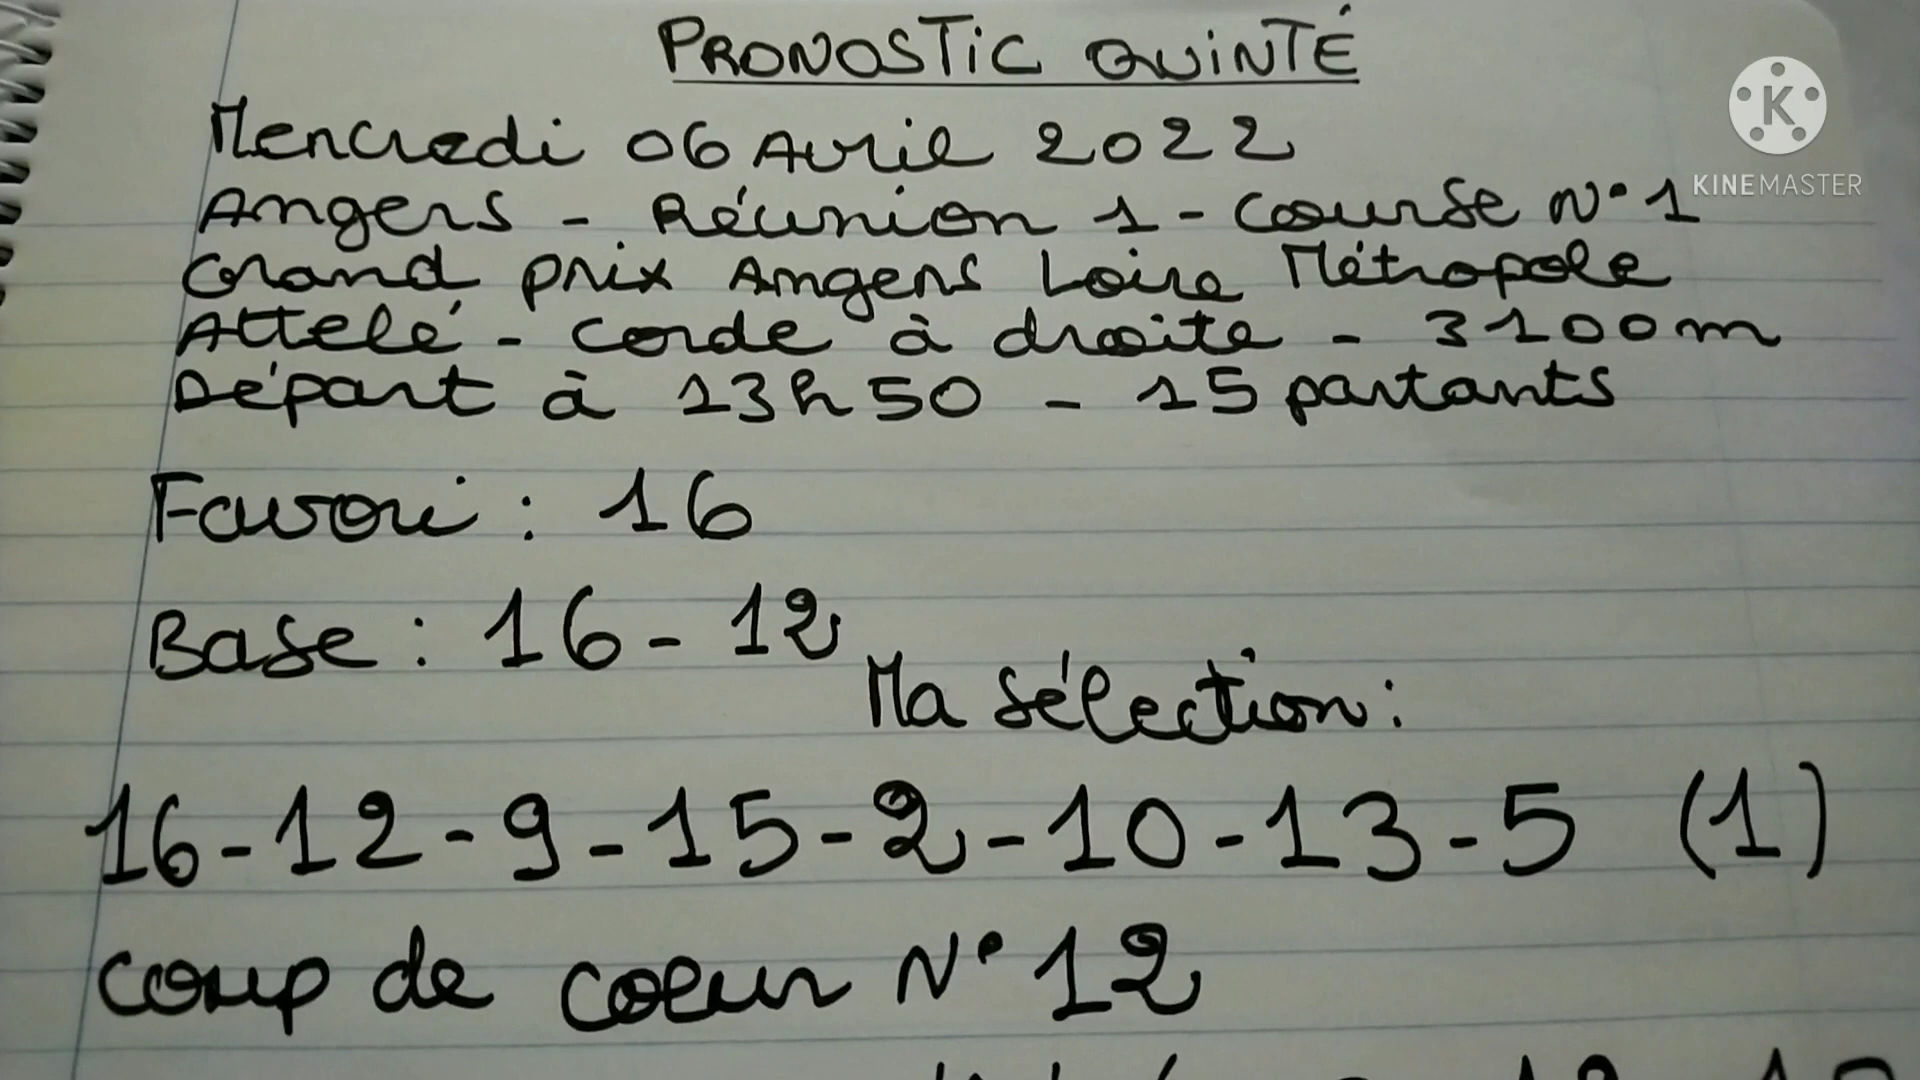 PRONOSTIC QUINTÉ
Mercredi 06 Avril 2022
Angers - Réunion 1 - Course N°1
Grand prix Angers Loire Métropole
Attelé - corde à droite - 3100m
Départ à 13h50 - 15 partants
Favori : 16
Base : 16 - 12
Ma sélection :
16 - 12 - 9 - 15 - 2 - 10 - 13 - 5 (1)
coup de coeur N°12
K
KINEMASTER